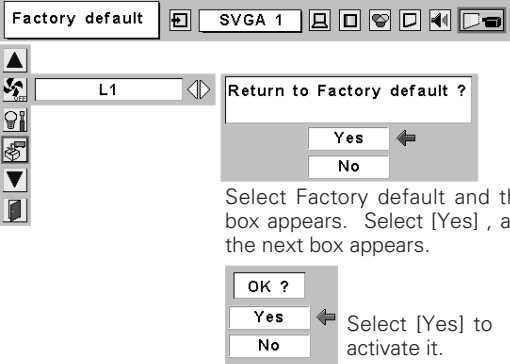 Factory default
SVGA 1
OFF
L1
Return to Factory default ?
Yes
No
Select Factory default and
box appears. Select [Yes] ,
the next box appears.
OK ?
Yes
No
Select [Yes] to
activate it.